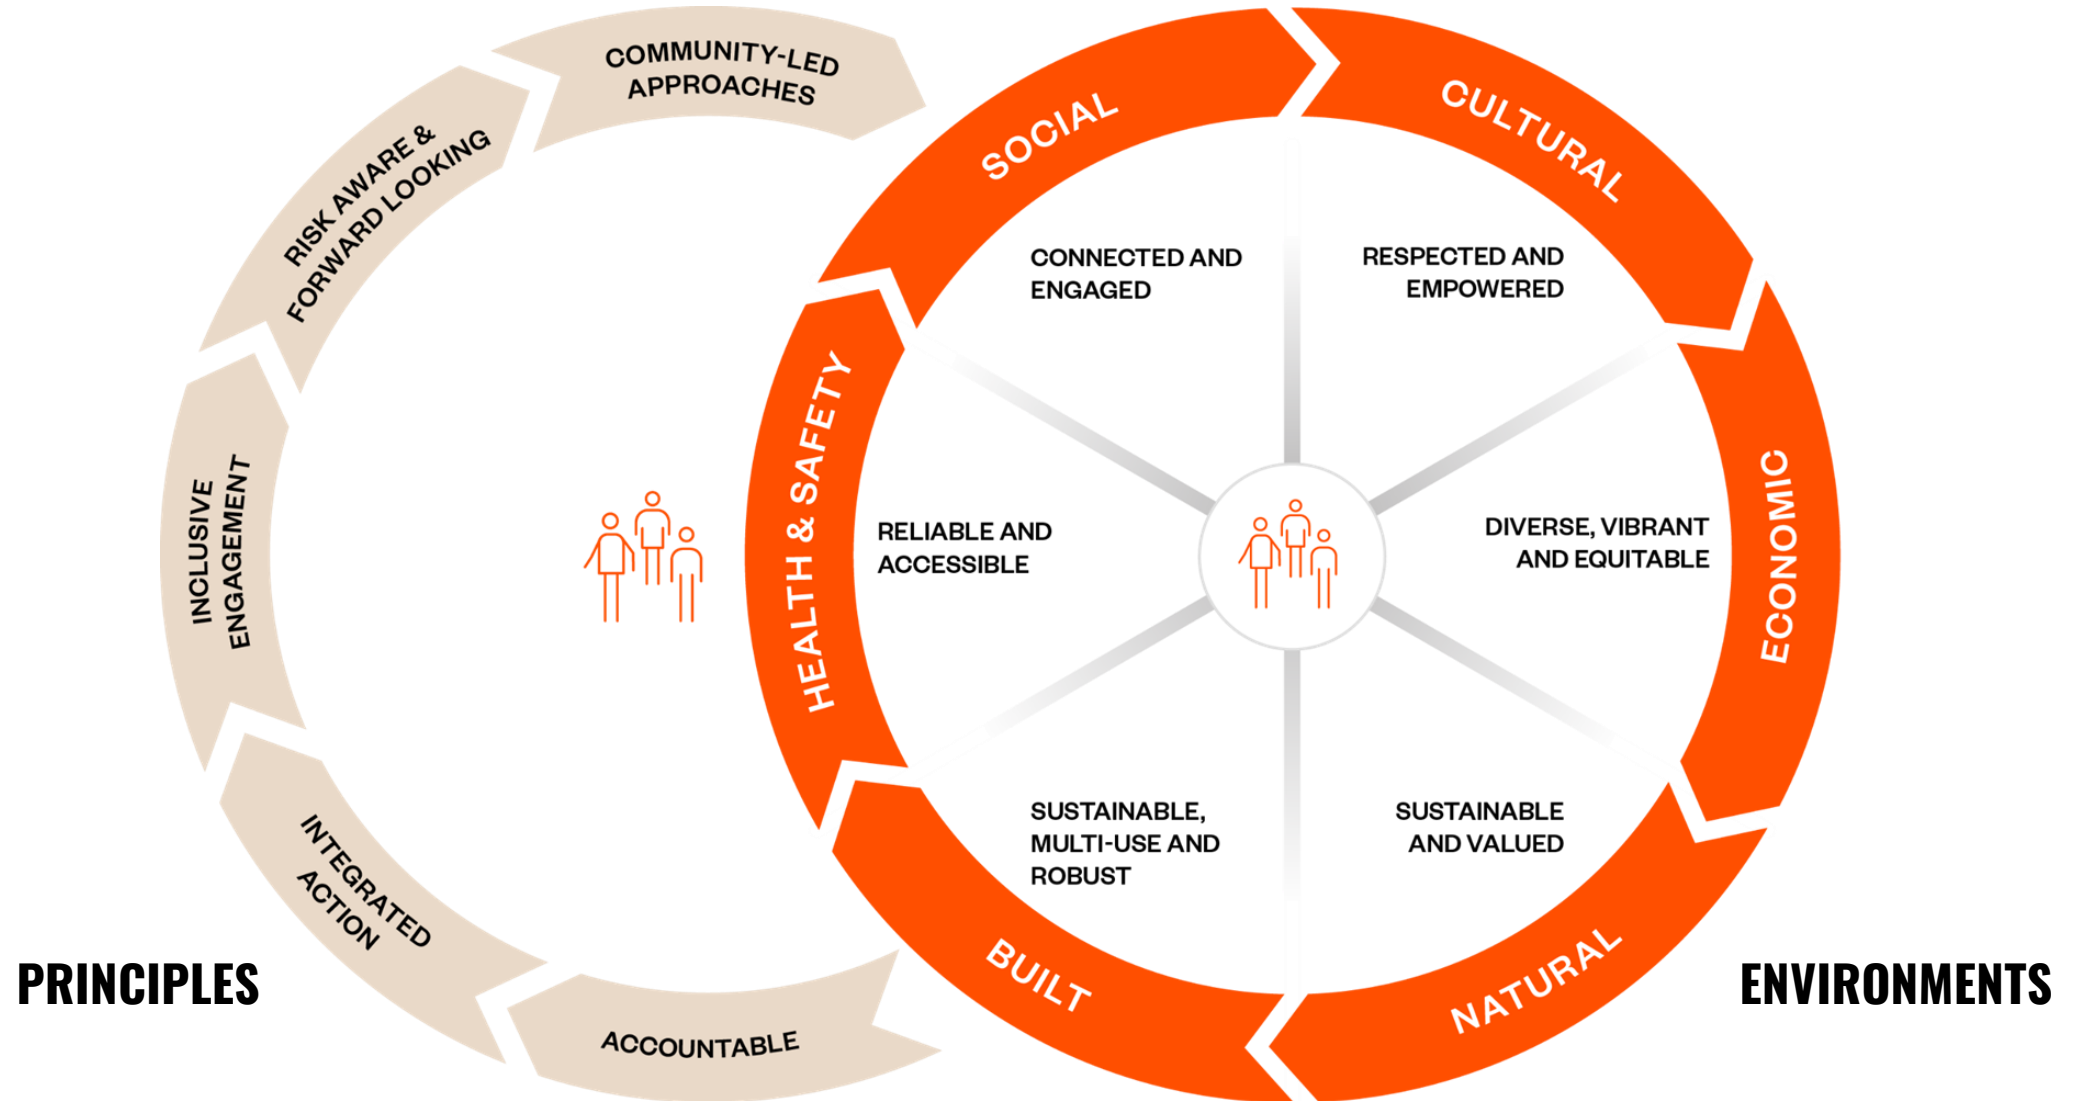 COMMUNITY-LED
APPROACHES
RISK AWARE &
FORWARD LOOKING
INCLUSIVE
ENGAGEMENT
INTEGRATED
ACTION
ACCOUNTABLE
PRINCIPLES
SOCIAL
CONNECTED AND
ENGAGED
CULTURAL
RESPECTED AND
EMPOWERED
ECONOMIC
DIVERSE, VIBRANT
AND EQUITABLE
NATURAL
SUSTAINABLE
AND VALUED
BUILT
SUSTAINABLE,
MULTI-USE AND
ROBUST
HEALTH & SAFETY
RELIABLE AND
ACCESSIBLE
ENVIRONMENTS